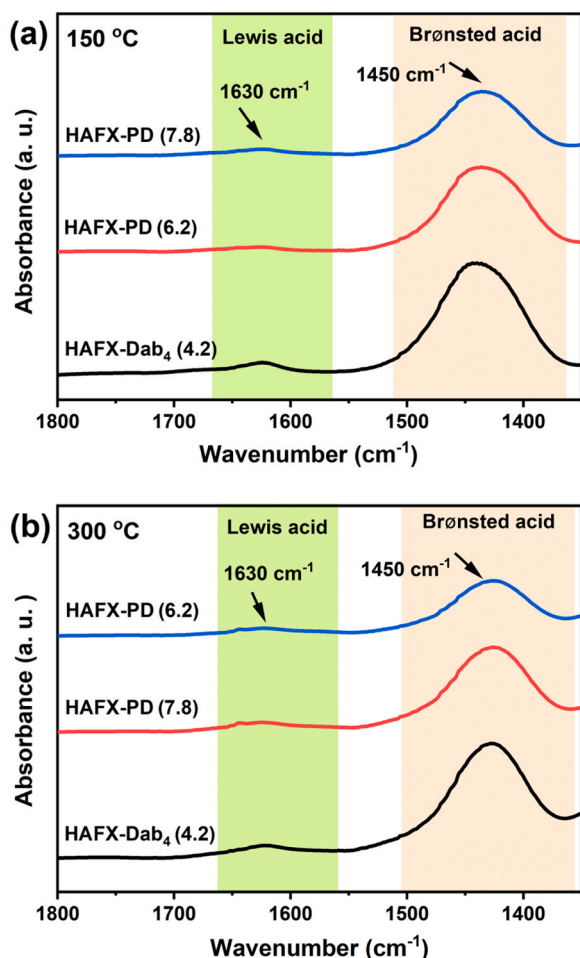 (a) 150 °C
Lewis acid
Brønsted acid
1630 cm⁻¹
1450 cm⁻¹
HAFX-PD (7.8)
HAFX-PD (6.2)
HAFX-Dab₄ (4.2)
Absorbance (a. u.)
1800 1700 1600 1500 1400
Wavenumber (cm⁻¹)
(b) 300 °C
Lewis acid
Brønsted acid
1630 cm⁻¹
1450 cm⁻¹
HAFX-PD (6.2)
HAFX-PD (7.8)
HAFX-Dab₄ (4.2)
Absorbance (a. u. )
1800 1700 1600 1500 1400
Wavenumber (cm⁻¹)